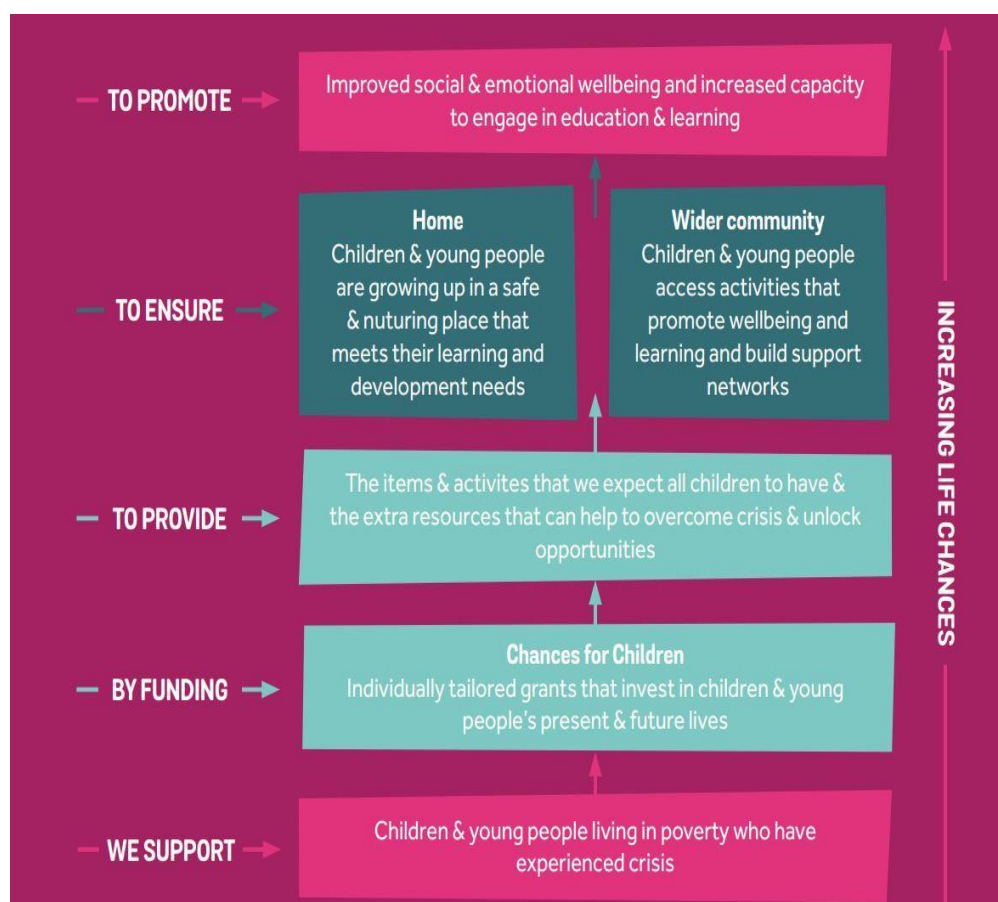 TO PROMOTE
Improved social & emotional wellbeing and increased capacity
to engage in education & learning
TO ENSURE
Home
Children & young people
are growing up in a safe
& nuturing place that
meets their learning and
development needs
Wider community
Children & young people
access activities that
promote wellbeing and
learning and build support
networks
TO PROVIDE
The items & activites that we expect all children to have &
the extra resources that can help to overcome crisis & unlock
opportunities
BY FUNDING
Chances for Children
Individually tailored grants that invest in children & young
people's present & future lives
WE SUPPORT
Children & young people living in poverty who have
experienced crisis
INCREASING LIFE CHANCES